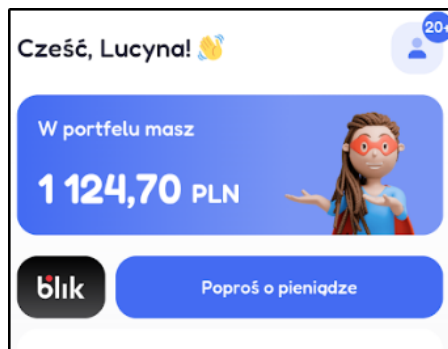 Cześć, Lucyna! 👋
20+
W portfelu masz
1 124,70 PLN
blik
Poproś o pieniądze